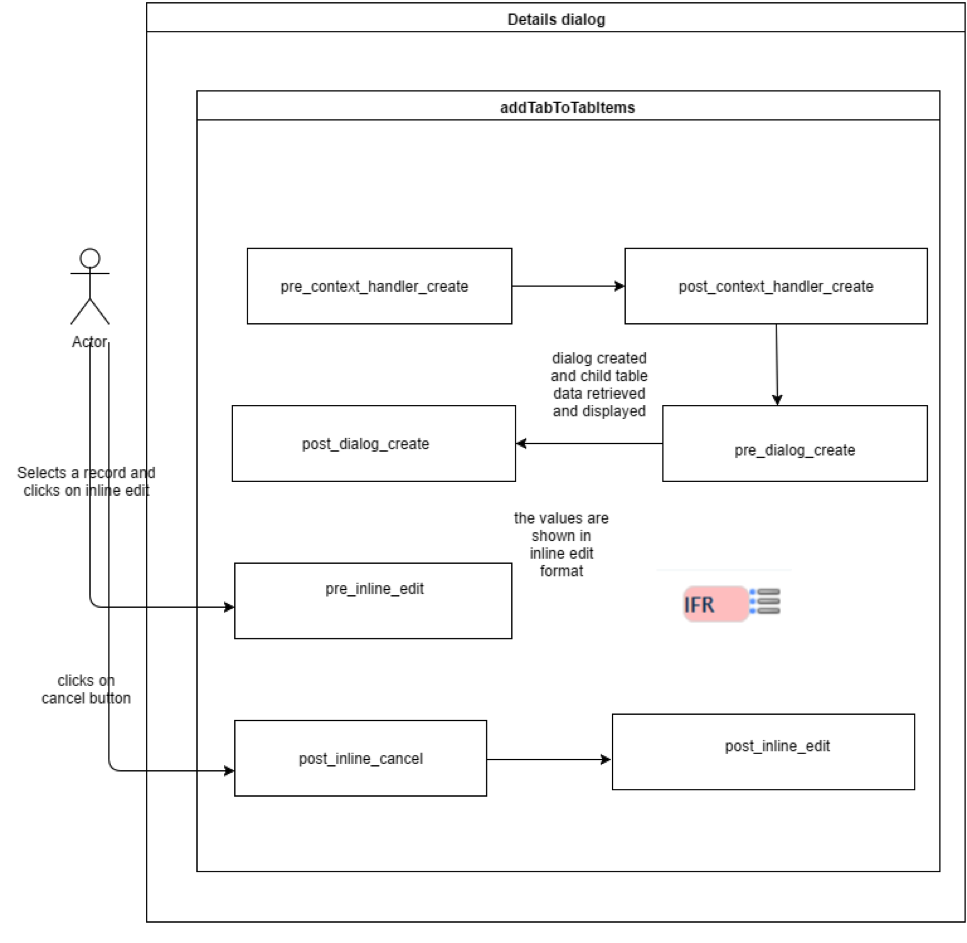 Details dialog
addTabToTabItems
pre_context_handler_create
post_context_handler_create
Actor
dialog created
and child table
data retrieved
and displayed
post_dialog_create
pre_dialog_create
Selects a record and
clicks on inline edit
the values are
shown in
inline edit
format
pre_inline_edit
IFR
clicks on
cancel button
post_inline_cancel
post_inline_edit